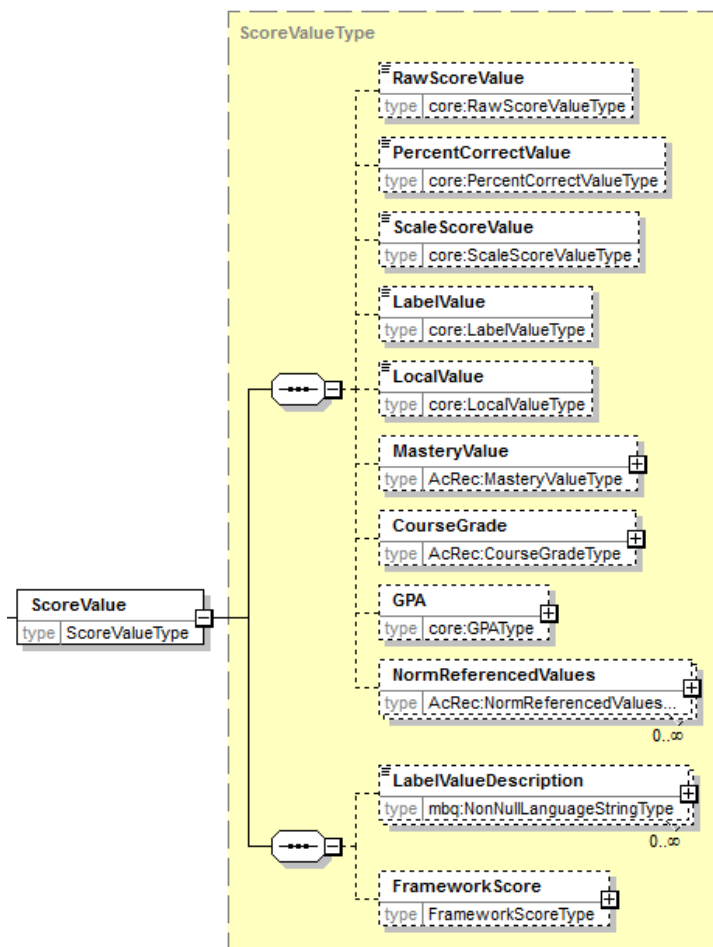 ScoreValueType
RawScoreValue
type core:RawScoreValueType
PercentCorrectValue
type core:PercentCorrectValueType
ScaleScoreValue
type core:ScaleScoreValueType
LabelValue
type core:LabelValueType
LocalValue
type core:LocalValueType
MasteryValue
type AcRec:MasteryValueType
CourseGrade
type AcRec:CourseGradeType
ScoreValue
type ScoreValueType
GPA
type core:GPAType
NormReferencedValues
type AcRec:NormReferencedValues...
0..∞
LabelValueDescription
type mbq:NonNullLanguageStringType
0..∞
FrameworkScore
type FrameworkScoreType